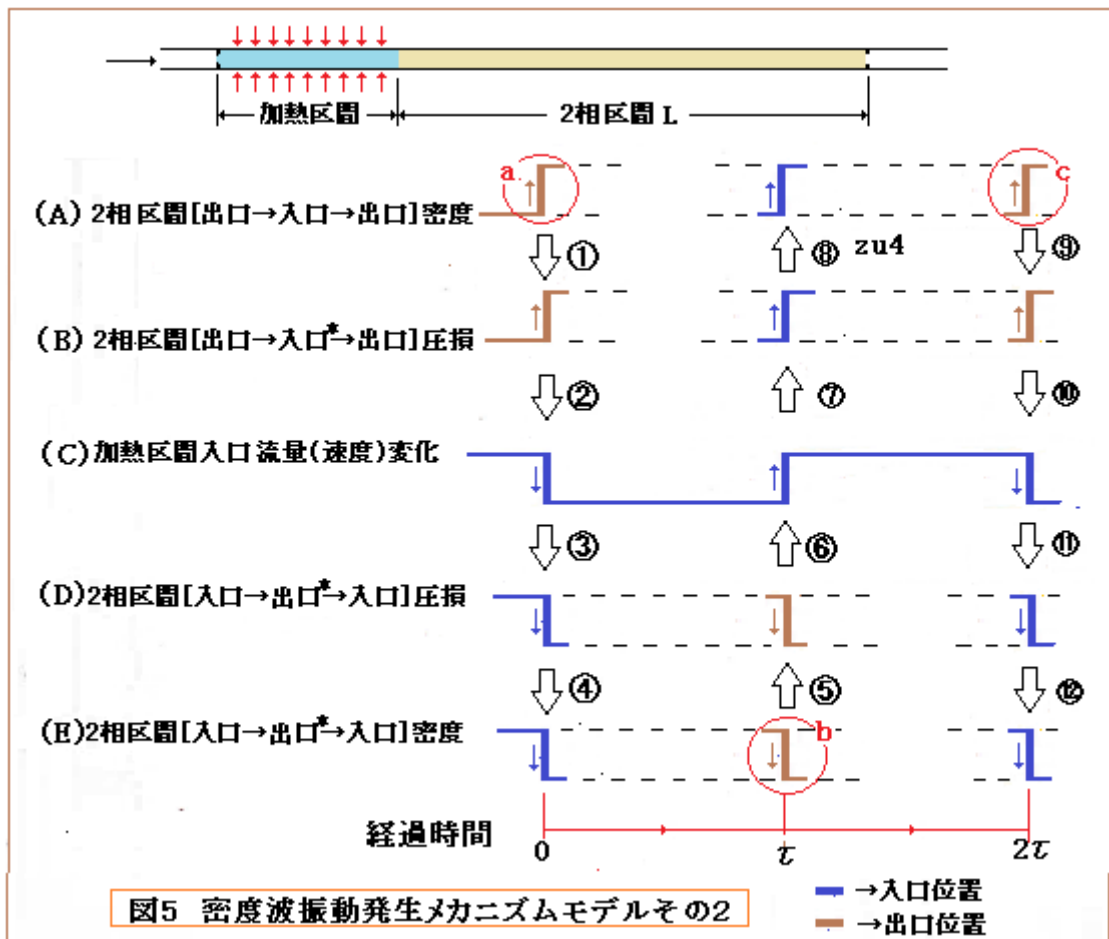 加熱区間
2相区間 L
a
c
(A) 2相区間[出口→入口→出口]密度
① ⑧ zu4 ⑨
(B) 2相区間[出口→入口*→出口]圧損
② ⑦ ⑩
(C)加熱区間入口流量(速度)変化
③ ⑥ ⑪
(D)2相区間[入口→出口*→入口]圧損
④ ⑤ ⑫
(E)2相区間[入口→出口*→入口]密度
b
経過時間
0 τ 2τ
図5 密度波振動発生メカニズムモデルその2
→入口位置
→出口位置